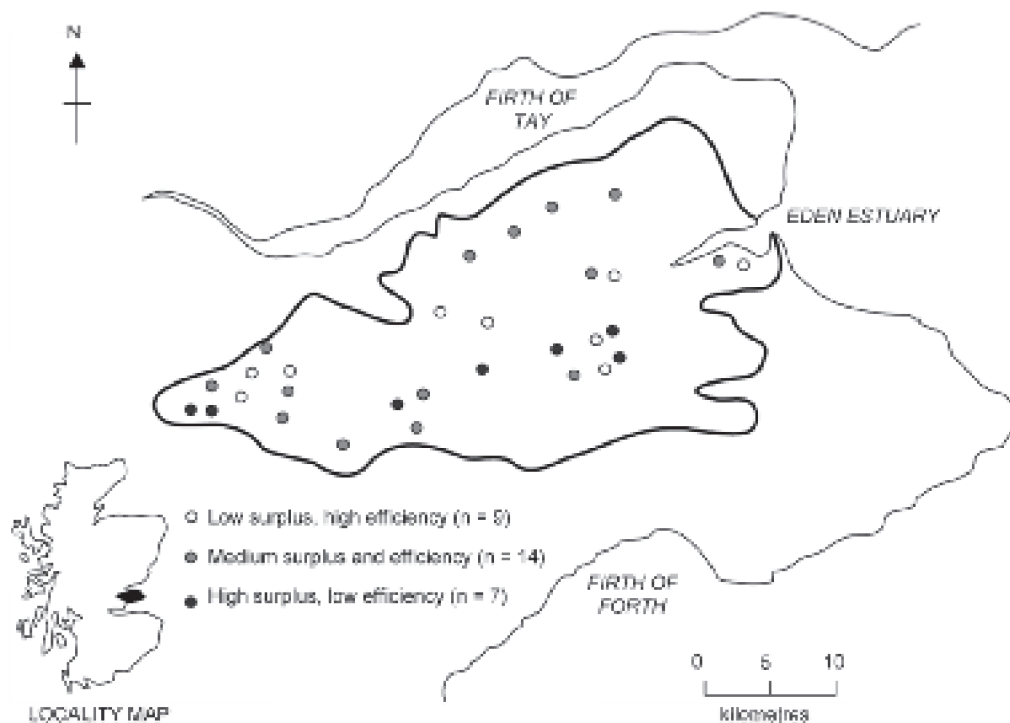 N
FIRTH OF
TAY
EDEN ESTUARY
Low surplus, high efficiency (n = 9)
Medium surplus and efficiency (n = 14)
High surplus, low efficiency (n = 7)
FIRTH OF
FORTH
0 5 10
kilometres
LOCALITY MAP